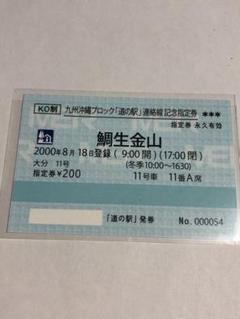 KO制 九州沖縄ブロック「道の駅」連絡線 記念指定券 ***
指定券 永久有効
鯛生金山
2000年8月18日登録( 9:00開)(17:00閉)
大分 11号 (冬季10:00~1630)
指定券¥200 11号車 11番A席
「道の駅」発券 No.000054